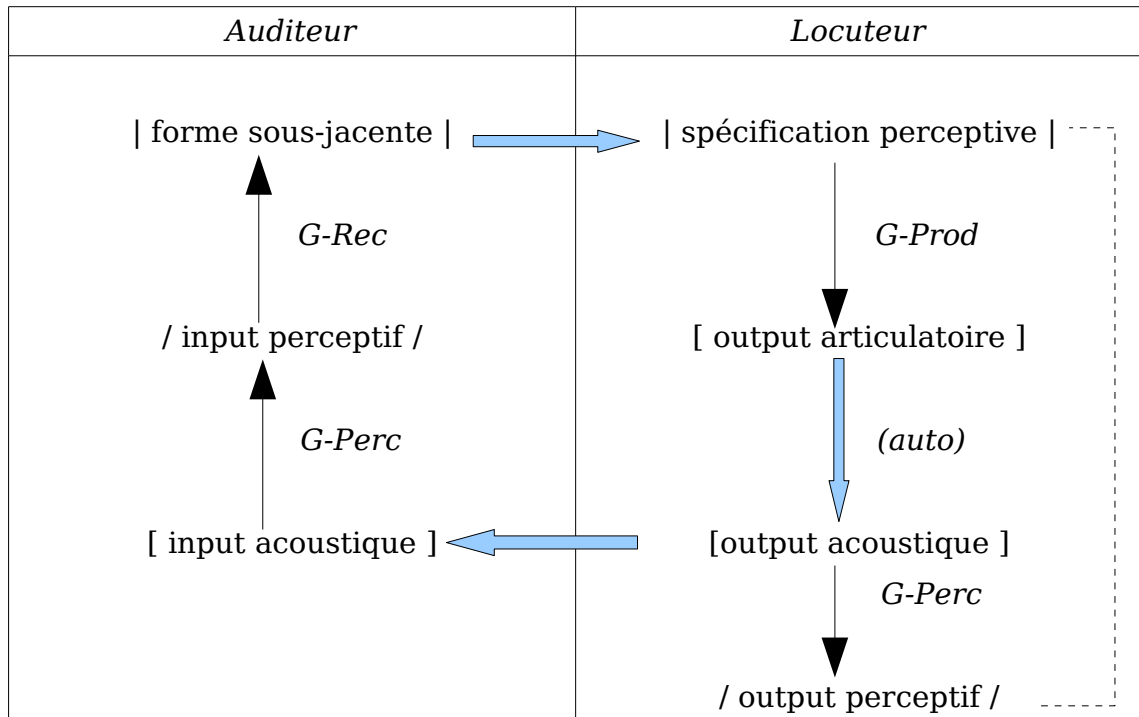 Auditeur
Locuteur
| forme sous-jacente |
| spécification perceptive |
G-Rec
G-Prod
/ input perceptif /
[ output articulatoire ]
G-Perc
(auto)
[ input acoustique ]
[output acoustique ]
G-Perc
/ output perceptif /